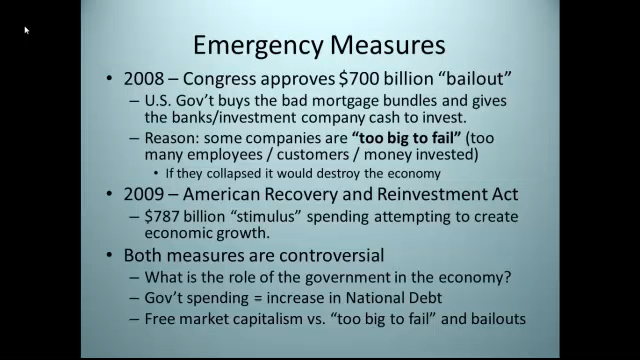 Emergency Measures
• 2008 – Congress approves $700 billion “bailout”
– U.S. Gov’t buys the bad mortgage bundles and gives
the banks/investment company cash to invest.
– Reason: some companies are “too big to fail” (too
many employees / customers / money invested)
• If they collapsed it would destroy the economy
• 2009 – American Recovery and Reinvestment Act
– $787 billion “stimulus” spending attempting to create
economic growth.
• Both measures are controversial
– What is the role of the government in the economy?
– Gov’t spending = increase in National Debt
– Free market capitalism vs. “too big to fail” and bailouts